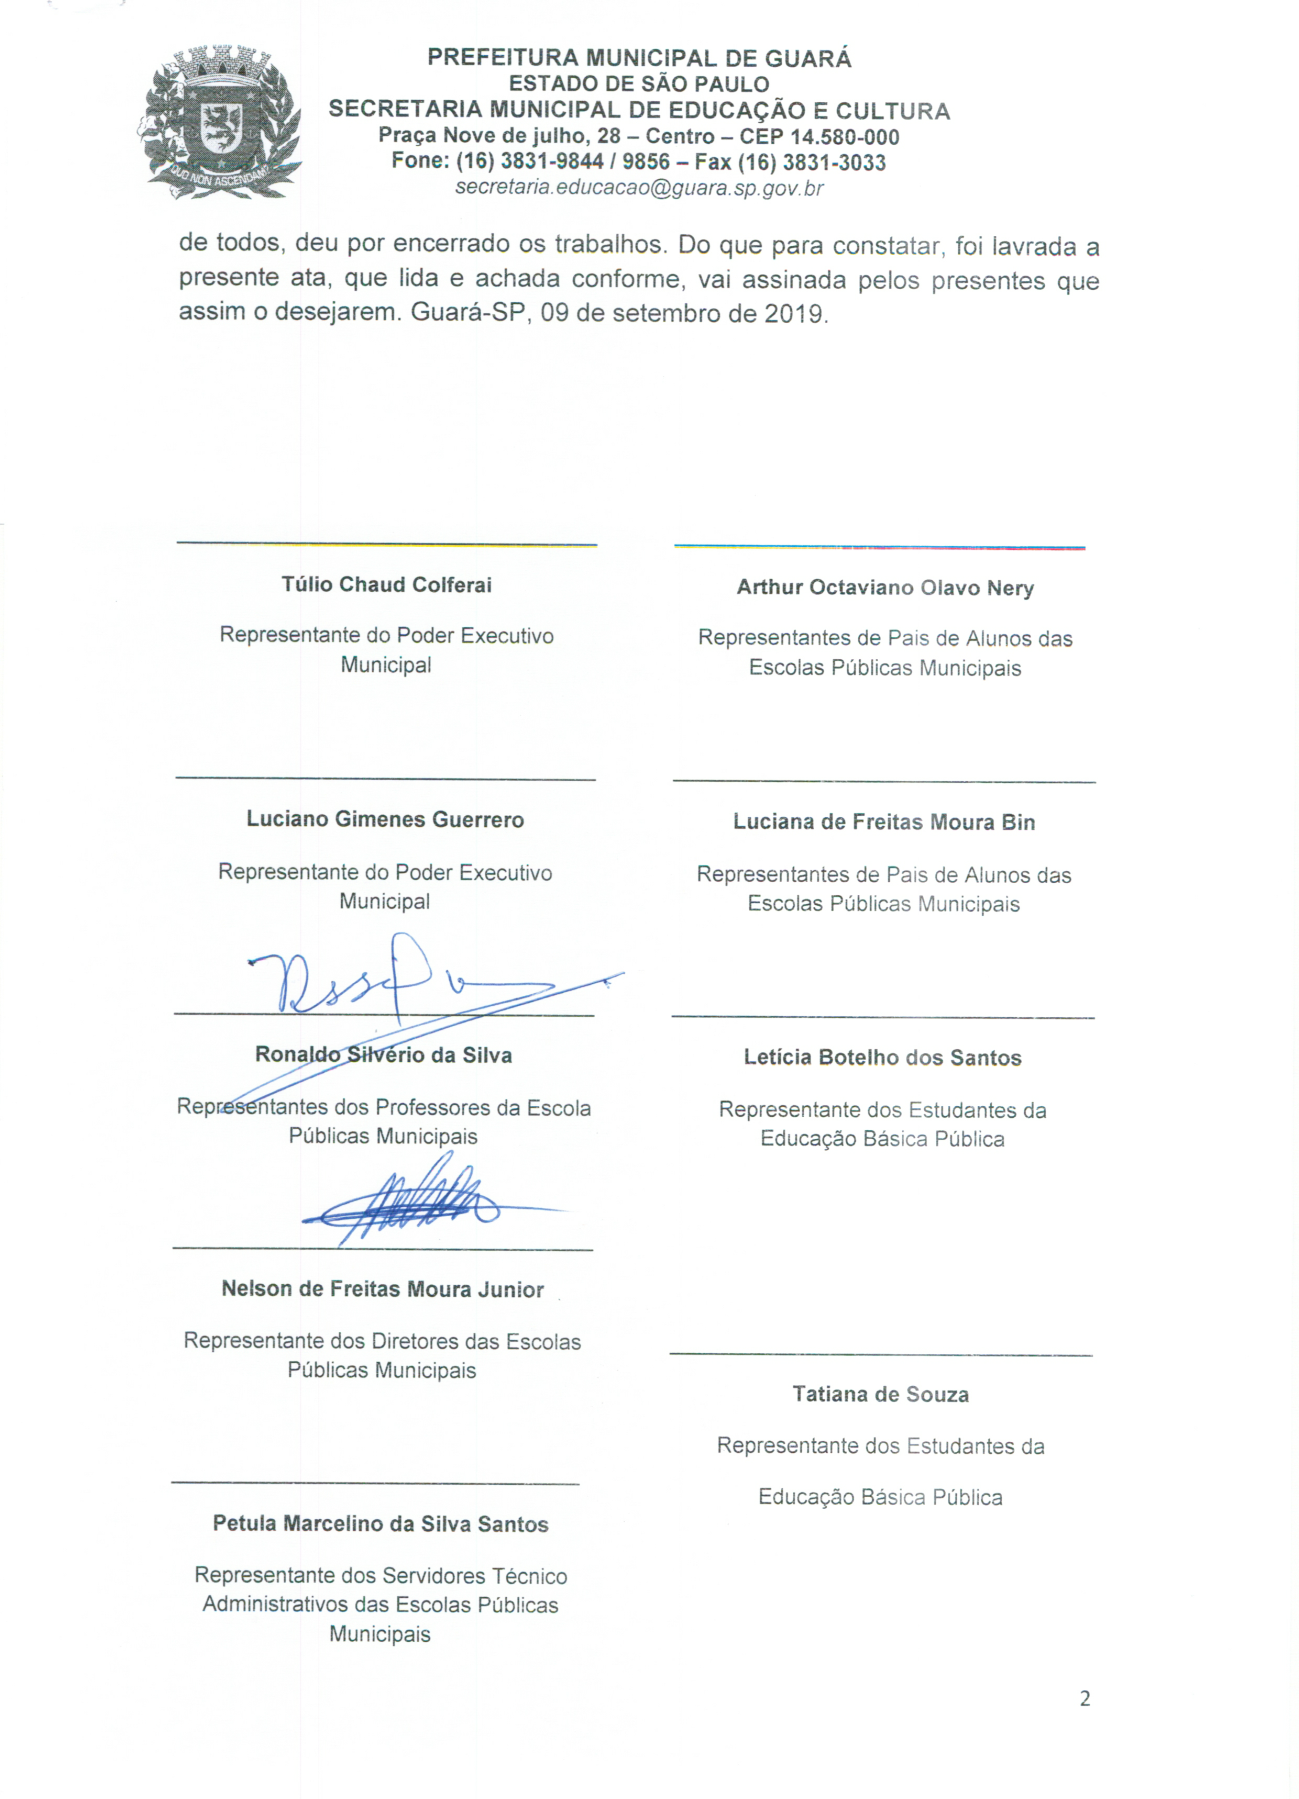 PREFEITURA MUNICIPAL DE GUARÁ
ESTADO DE SÃO PAULO
SECRETARIA MUNICIPAL DE EDUCAÇÃO E CULTURA
Praça Nove de julho, 28 – Centro – CEP 14.580-000
Fone: (16) 3831-9844 / 9856 – Fax (16) 3831-3033
secretaria.educacao@guara.sp.gov.br
QUO NON ASCENDAM?
de todos, deu por encerrado os trabalhos. Do que para constatar, foi lavrada a
presente ata, que lida e achada conforme, vai assinada pelos presentes que
assim o desejarem. Guará-SP, 09 de setembro de 2019.
Túlio Chaud Colferai
Representante do Poder Executivo
Municipal
Luciano Gimenes Guerrero
Representante do Poder Executivo
Municipal
Ronaldo Silvério da Silva
Representantes dos Professores da Escola
Públicas Municipais
Nelson de Freitas Moura Junior
Representante dos Diretores das Escolas
Públicas Municipais
Petula Marcelino da Silva Santos
Representante dos Servidores Técnico
Administrativos das Escolas Públicas
Municipais
Arthur Octaviano Olavo Nery
Representantes de Pais de Alunos das
Escolas Públicas Municipais
Luciana de Freitas Moura Bin
Representantes de Pais de Alunos das
Escolas Públicas Municipais
Letícia Botelho dos Santos
Representante dos Estudantes da
Educação Básica Pública
Tatiana de Souza
Representante dos Estudantes da
Educação Básica Pública
2